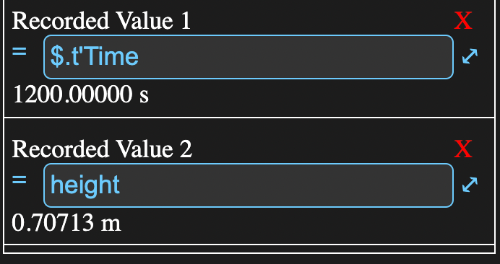 Recorded Value 1 X
= $.t'Time
1200.00000 s
Recorded Value 2 X
= height
0.70713 m